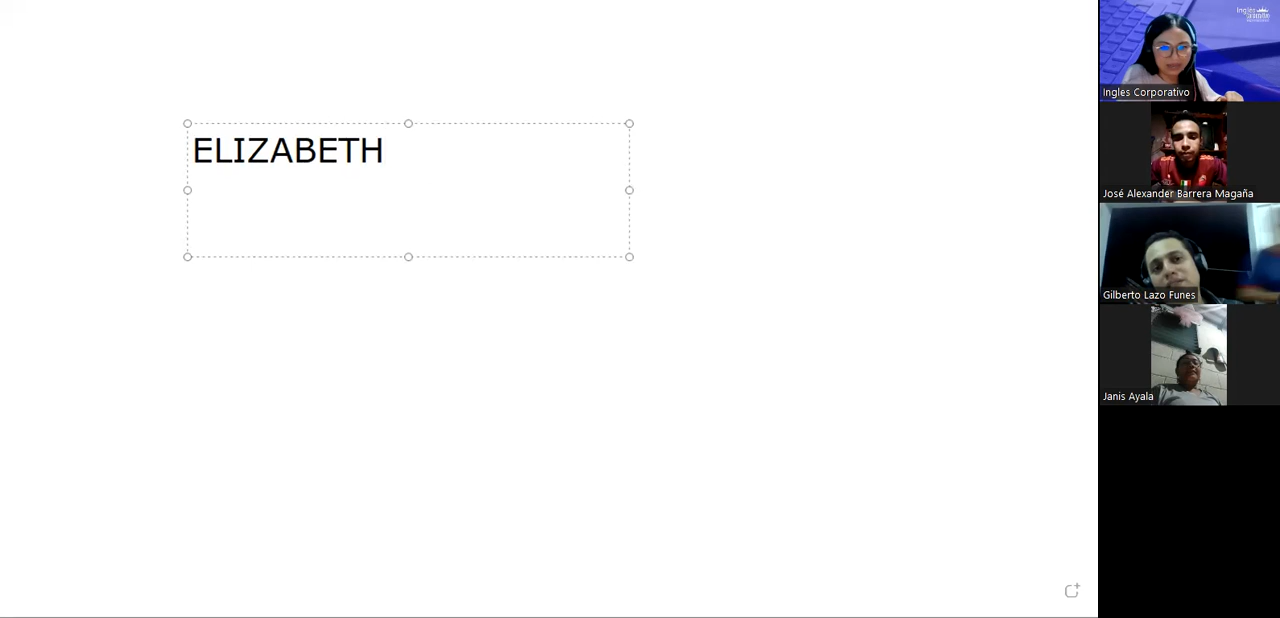 ELIZABETH
Ingles Corporativo
José Alexander Barrera Magaña
Gilberto Lazo Funes
Janis Ayala